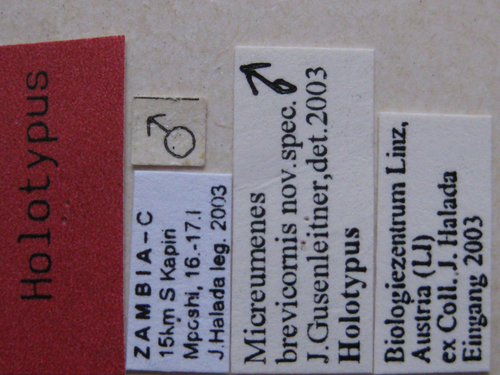 Holotypus
♂
ZAMBIA-C
15km S Kapiri
Mposhi, 16.-17.I
J.Halada leg. 2003
Micreumenes
brevicornis nov.spec. ♂
J.Gusenleitner,det.2003
Holotypus
Biologiezentrum Linz,
Austria (LI)
ex Coll. J. Halada
Eingang 2003